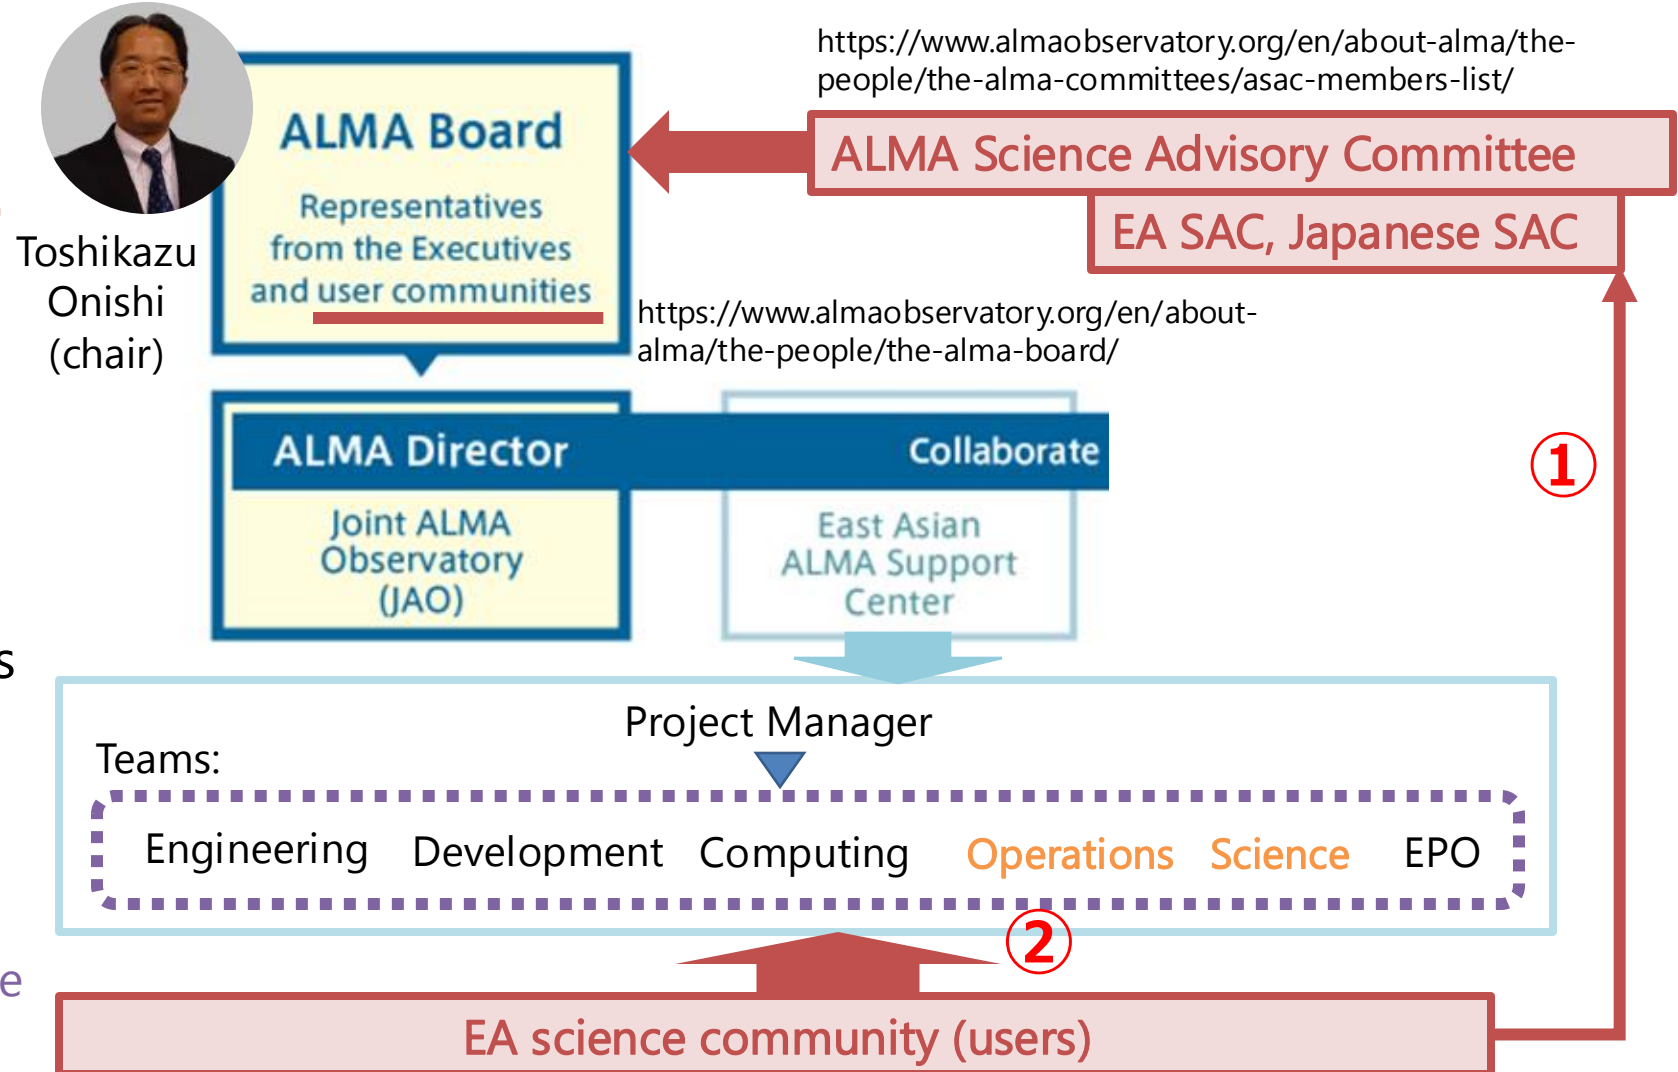 https://www.almaobservatory.org/en/about-alma/the-
people/the-alma-committees/asac-members-list/
ALMA Board
Representatives
from the Executives
and user communities
ALMA Science Advisory Committee
EA SAC, Japanese SAC
Toshikazu
Onishi
(chair)
https://www.almaobservatory.org/en/about-
alma/the-people/the-alma-board/
ALMA Director
Collaborate
Joint ALMA
Observatory
(JAO)
East Asian
ALMA Support
Center
①
s
Project Manager
Teams:
Engineering Development Computing Operations Science EPO
②
e
EA science community (users)